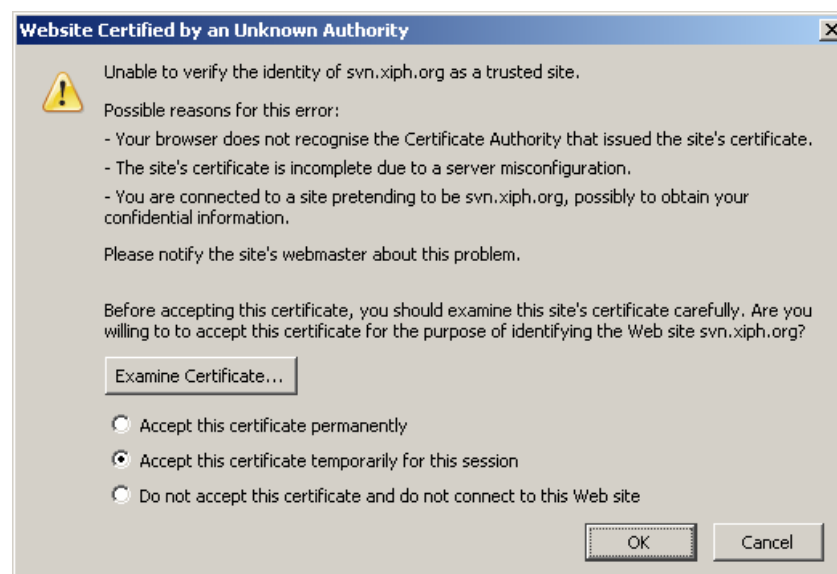 Website Certified by an Unknown Authority
Unable to verify the identity of svn.xiph.org as a trusted site.
Possible reasons for this error:
- Your browser does not recognise the Certificate Authority that issued the site's certificate.
- The site's certificate is incomplete due to a server misconfiguration.
- You are connected to a site pretending to be svn.xiph.org, possibly to obtain your
confidential information.
Please notify the site's webmaster about this problem.
Before accepting this certificate, you should examine this site's certificate carefully. Are you
willing to to accept this certificate for the purpose of identifying the Web site svn.xiph.org?
Examine Certificate...
Accept this certificate permanently
Accept this certificate temporarily for this session
Do not accept this certificate and do not connect to this Web site
OK Cancel